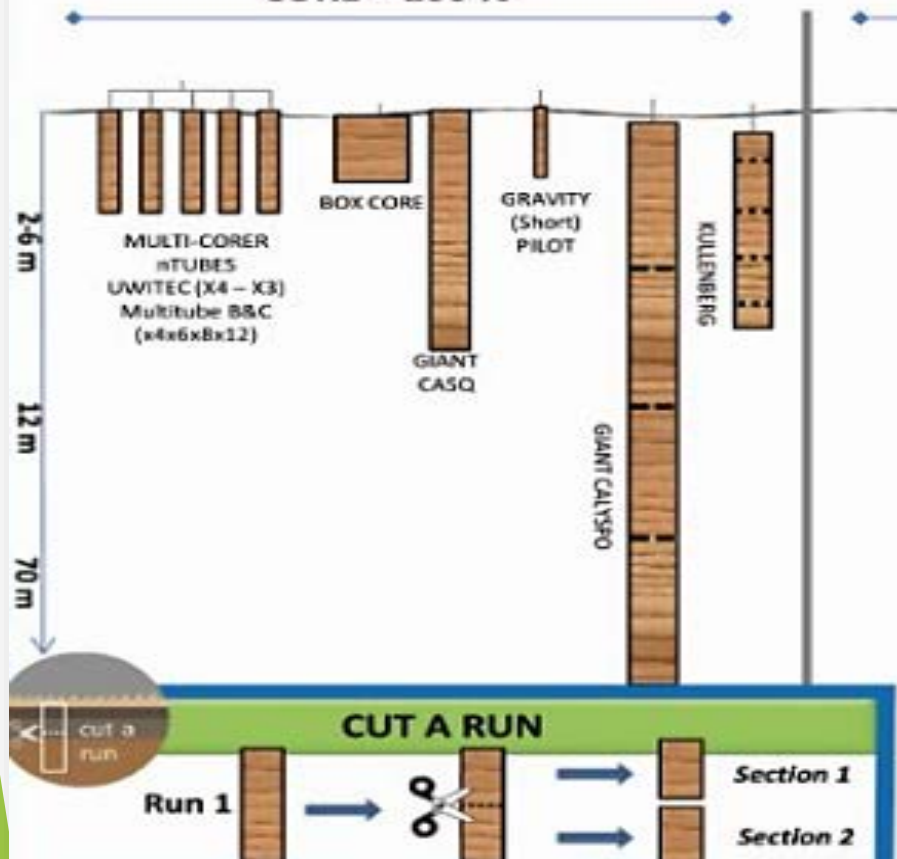 BOX CORE
GRAVITY
(Short)
PILOT
MULTI-CORER
nTUBES
UWITEC (X4 – X3)
Multitube B&C
(x4x6x8x12)
GIANT
CASQ
KULLENBERG
GIANT CALYSPO
2-6 m
12 m
70 m
cut a
run
CUT A RUN
Run 1
Section 1
Section 2